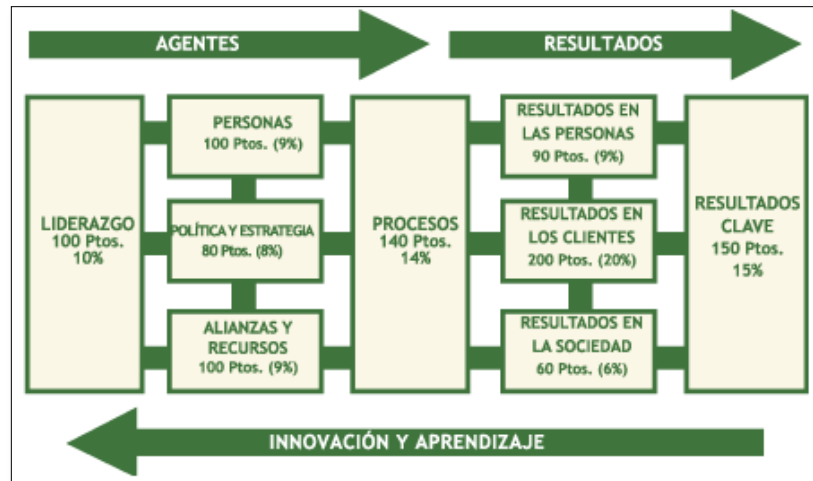 AGENTES
RESULTADOS
LIDERAZGO
100 Ptos.
10%
PERSONAS
100 Ptos. (9%)
POLÍTICA Y ESTRATEGIA
80 Ptos. (8%)
ALIANZAS Y
RECURSOS
100 Ptos. (9%)
PROCESOS
140 Ptos.
14%
RESULTADOS EN
LAS PERSONAS
90 Ptos. (9%)
RESULTADOS EN
LOS CLIENTES
200 Ptos. (20%)
RESULTADOS EN
LA SOCIEDAD
60 Ptos. (6%)
RESULTADOS
CLAVE
150 Ptos.
15%
INNOVACIÓN Y APRENDIZAJE